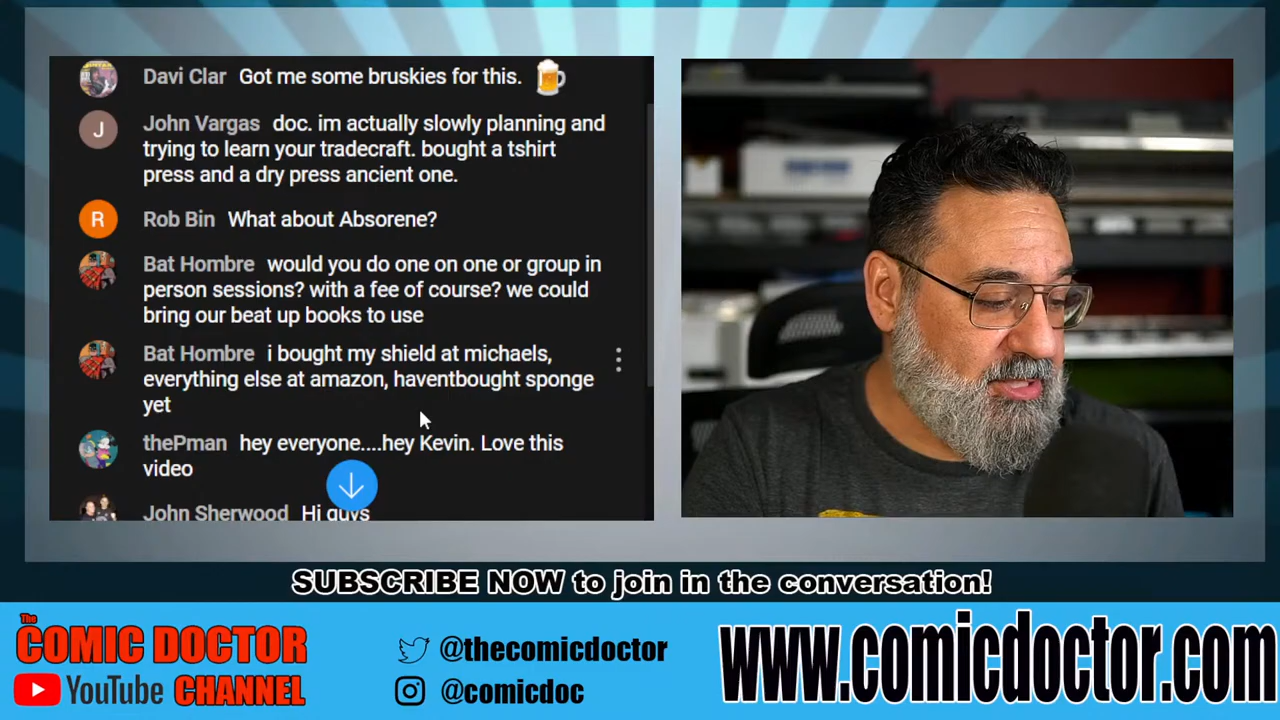 Davi Clar Got me some bruskies for this.
J
John Vargas doc. im actually slowly planning and
trying to learn your tradecraft. bought a tshirt
press and a dry press ancient one.
R
Rob Bin What about Absorene?
Bat Hombre would you do one on one or group in
person sessions? with a fee of course? we could
bring our beat up books to use
Bat Hombre i bought my shield at michaels,
everything else at amazon, haventbought sponge
yet
thePman hey everyone....hey Kevin. Love this
video
John Sherwood Hi guys
SUBSCRIBE NOW to join in the conversation!
The
COMIC DOCTOR
YouTube CHANNEL
@thecomicdoctor
@comicdoc
www.comicdoctor.com